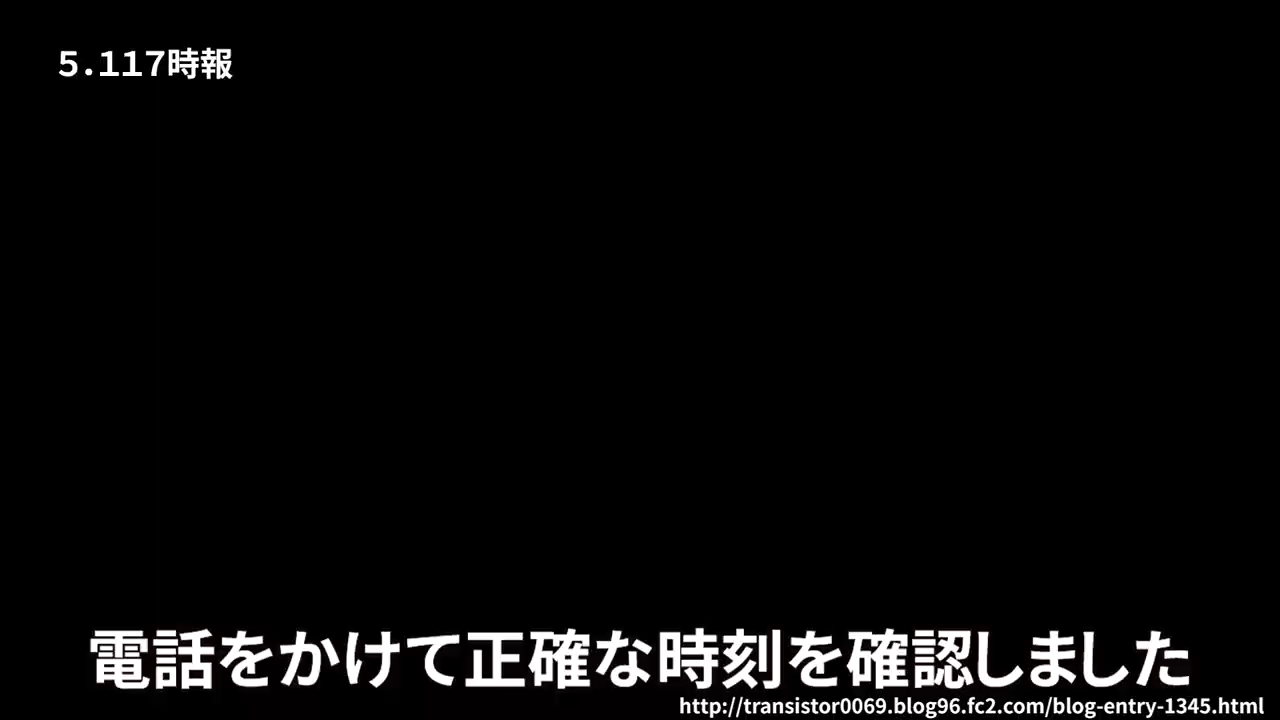 ５.１１７時報
電話をかけて正確な時刻を確認しました
http://transistor0069.blog96.fc2.com/blog-entry-1345.html